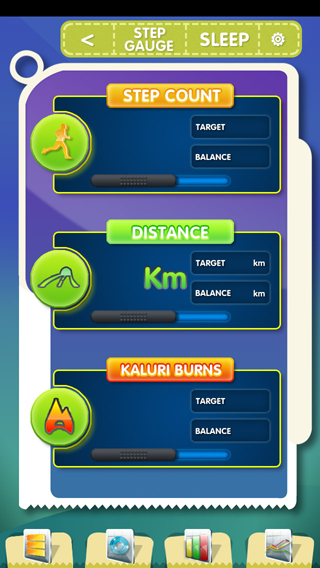 <
STEP
GAUGE
SLEEP
STEP COUNT
TARGET
BALANCE
DISTANCE
Km
TARGET km
BALANCE km
KALURI BURNS
TARGET
BALANCE